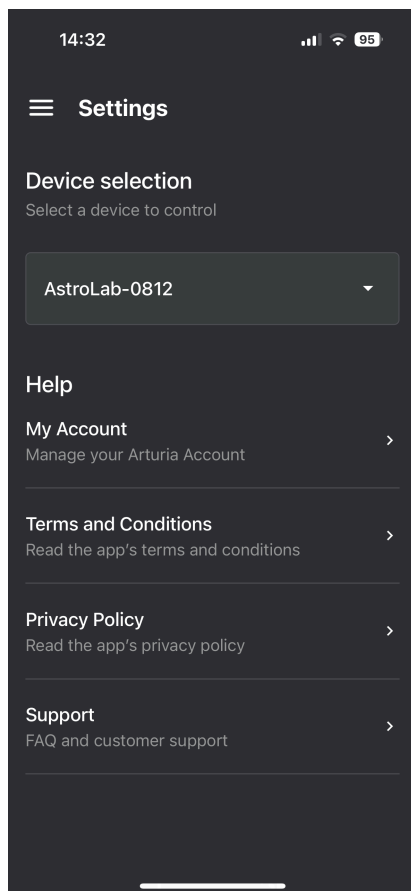 14:32
95
Settings
Device selection
Select a device to control
AstroLab-0812
Help
My Account
Manage your Arturia Account
Terms and Conditions
Read the app’s terms and conditions
Privacy Policy
Read the app’s privacy policy
Support
FAQ and customer support